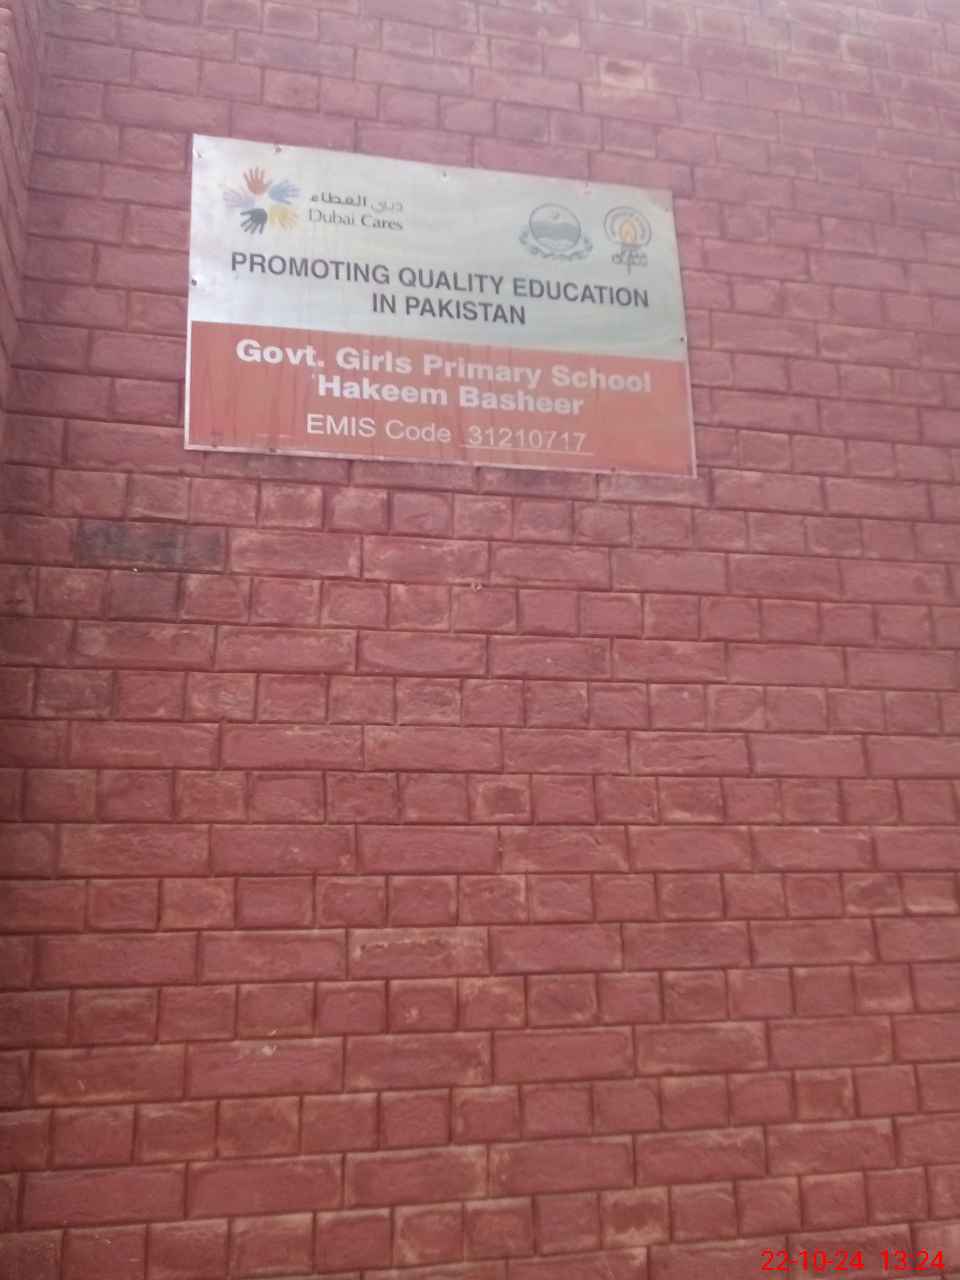 دبي العطاء
Dubai Cares
PROMOTING QUALITY EDUCATION
IN PAKISTAN
Govt. Girls Primary School
Hakeem Basheer
EMIS Code 31210717
22-10-24 13:24